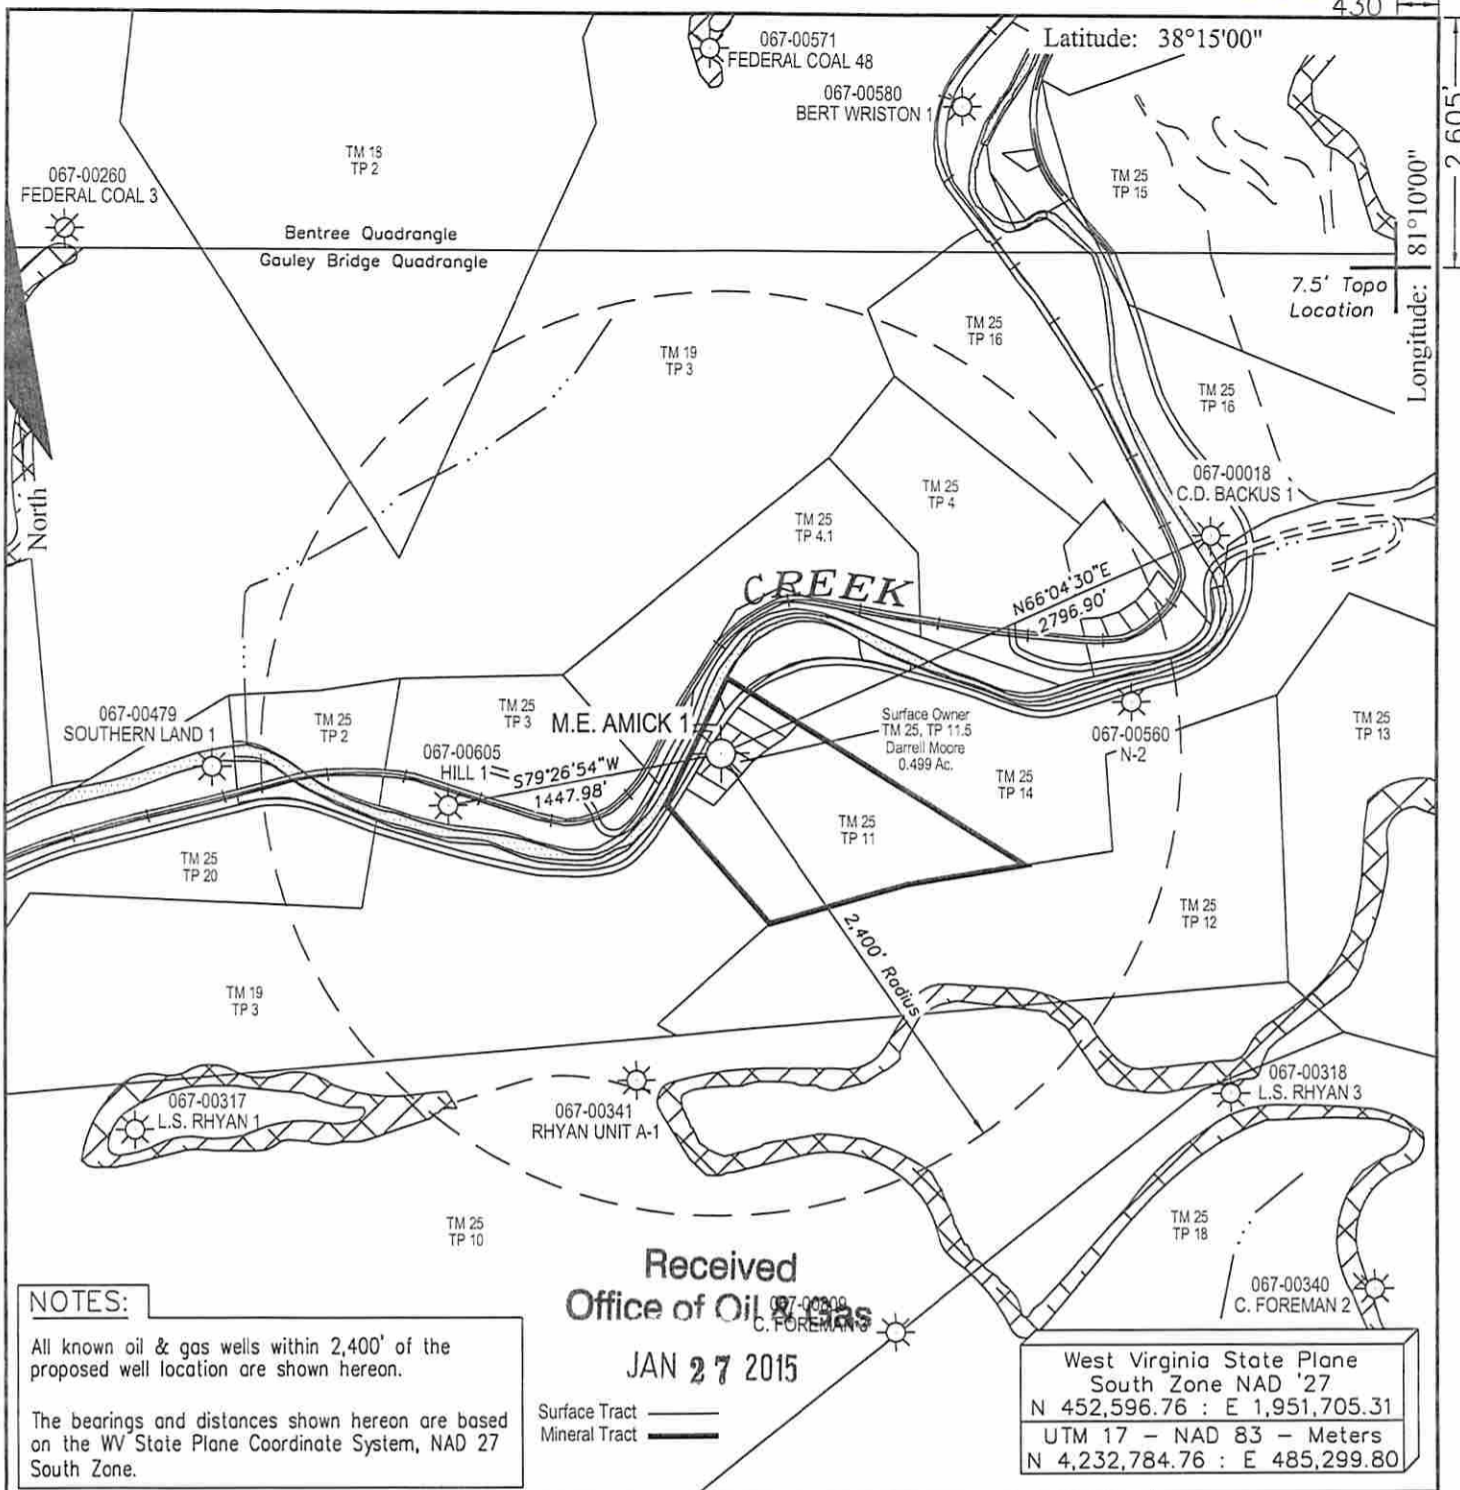 430'
Latitude: 38°15'00"
2,605'
81°10'00"
Longitude:
7.5' Topo
Location
067-00571
FEDERAL COAL 48
067-00580
BERT WRISTON 1
TM 18
TP 2
067-00260
FEDERAL COAL 3
TM 25
TP 15
Bentree Quadrangle
Gauley Bridge Quadrangle
TM 25
TP 16
TM 19
TP 3
TM 25
TP 16
North
067-00018
C.D. BACKUS 1
TM 25
TP 4
TM 25
TP 4.1
CREEK
N66°04'30"E
2796.90'
067-00479
SOUTHERN LAND 1
TM 25
TP 2
TM 25
TP 3
M.E. AMICK 1
067-00605
HILL 1
S79°26'54"W
1447.98'
Surface Owner
TM 25, TP 11.5
Darrell Moore
0.499 Ac.
067-00560
N-2
TM 25
TP 13
TM 25
TP 14
TM 25
TP 11
TM 25
TP 20
TM 25
TP 12
2,400' Radius
TM 19
TP 3
067-00317
L.S. RHYAN 1
067-00341
RHYAN UNIT A-1
067-00318
L.S. RHYAN 3
TM 25
TP 10
TM 25
TP 18
067-00340
C. FOREMAN 2
Received
Office of Oil & Gas
C. FOREMAN 3
JAN 27 2015
NOTES:
All known oil & gas wells within 2,400' of the
proposed well location are shown hereon.
The bearings and distances shown hereon are based
on the WV State Plane Coordinate System, NAD 27
South Zone.
Surface Tract
Mineral Tract
West Virginia State Plane
South Zone NAD '27
N 452,596.76 : E 1,951,705.31
UTM 17 - NAD 83 - Meters
N 4,232,784.76 : E 485,299.80